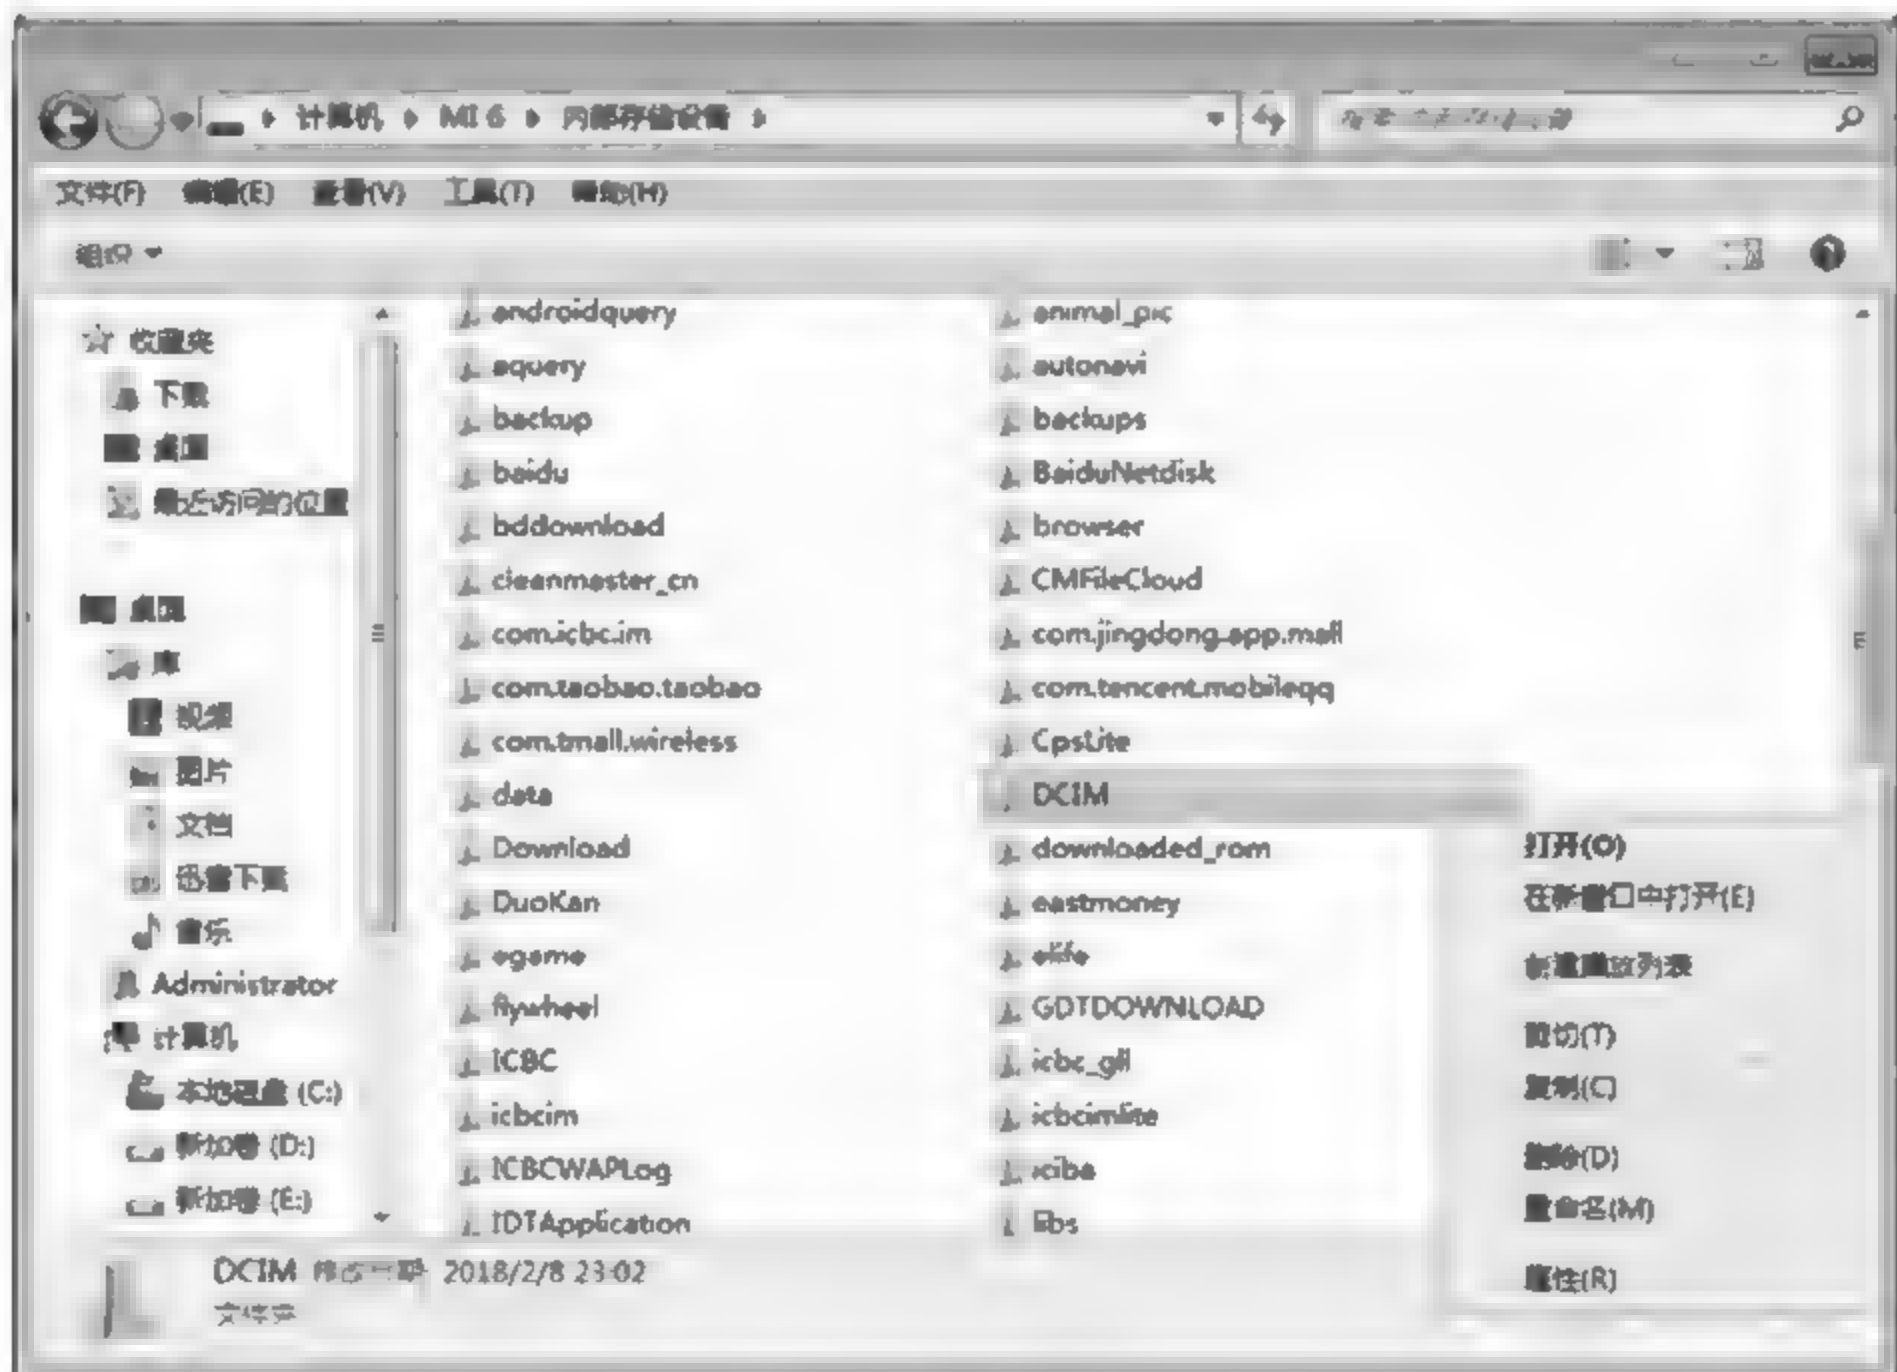 计算机 MI 6 内部存储设备
文件(F) 编辑(E) 查看(V) 工具(T) 帮助(H)
组织
收藏夹
下载
桌面
最近访问的位置
桌面
库
视频
图片
文档
迅雷下载
音乐
Administrator
计算机
本地磁盘 (C:)
新加卷 (D:)
新加卷 (E:)
androidquery
animal_pic
aquery
autonavi
backup
backups
baidu
BaiduNetdisk
bddownload
browser
cleanmaster_cn
CMFileCloud
com.icbc.im
com.jingdong.app.mall
com.taobao.taobao
com.tencent.mobileqq
com.tmall.wireless
CpsLite
data
DCIM
Download
downloaded_rom
DuoKan
eastmoney
egame
elife
flywheel
GDTDOWNLOAD
ICBC
icbc_gll
icbcim
icbcimlite
ICBCWAPLog
iciba
IDTApplication
libs
打开(O)
在新窗口中打开(E)
创建播放列表
剪切(T)
复制(C)
删除(D)
重命名(M)
属性(R)
DCIM 修改日期 2018/2/8 23:02
文件夹